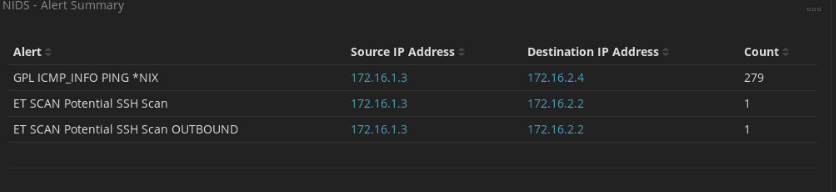 NIDS - Alert Summary
Alert Source IP Address Destination IP Address Count
GPL ICMP_INFO PING *NIX 172.16.1.3 172.16.2.4 279
ET SCAN Potential SSH Scan 172.16.1.3 172.16.2.2 1
ET SCAN Potential SSH Scan OUTBOUND 172.16.1.3 172.16.2.2 1